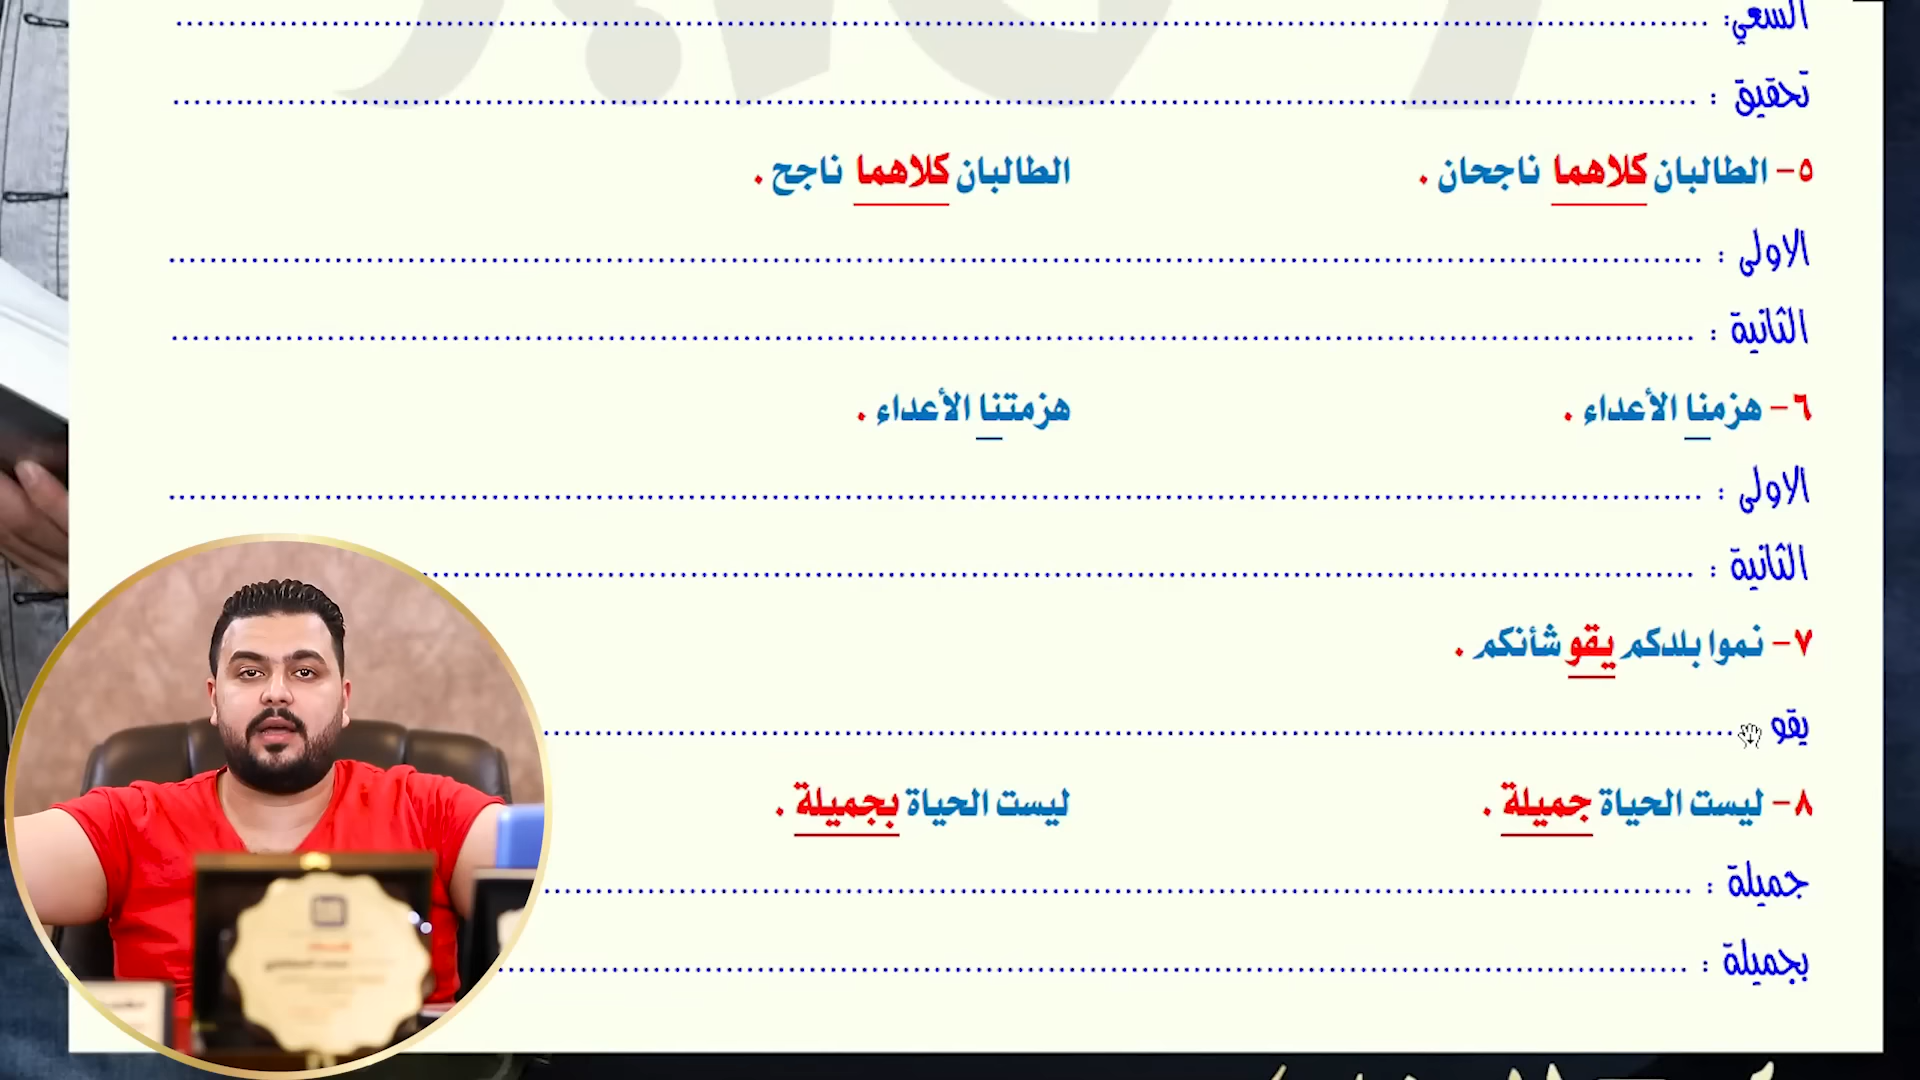 السعي: ......
تحقيق : ......
٥- الطالبان كلاهما ناجحان . الطالبان كلاهما ناجح .
الاولى : ......
الثانية : ......
٦- هزمنا الأعداء . هزمتنا الأعداء .
الاولى : ......
الثانية : ......
٧- نموا بلدكم يقو شأنكم .
يقو ......
٨- ليست الحياة جميلة . ليست الحياة بجميلة .
جميلة : ......
بجميلة : ......